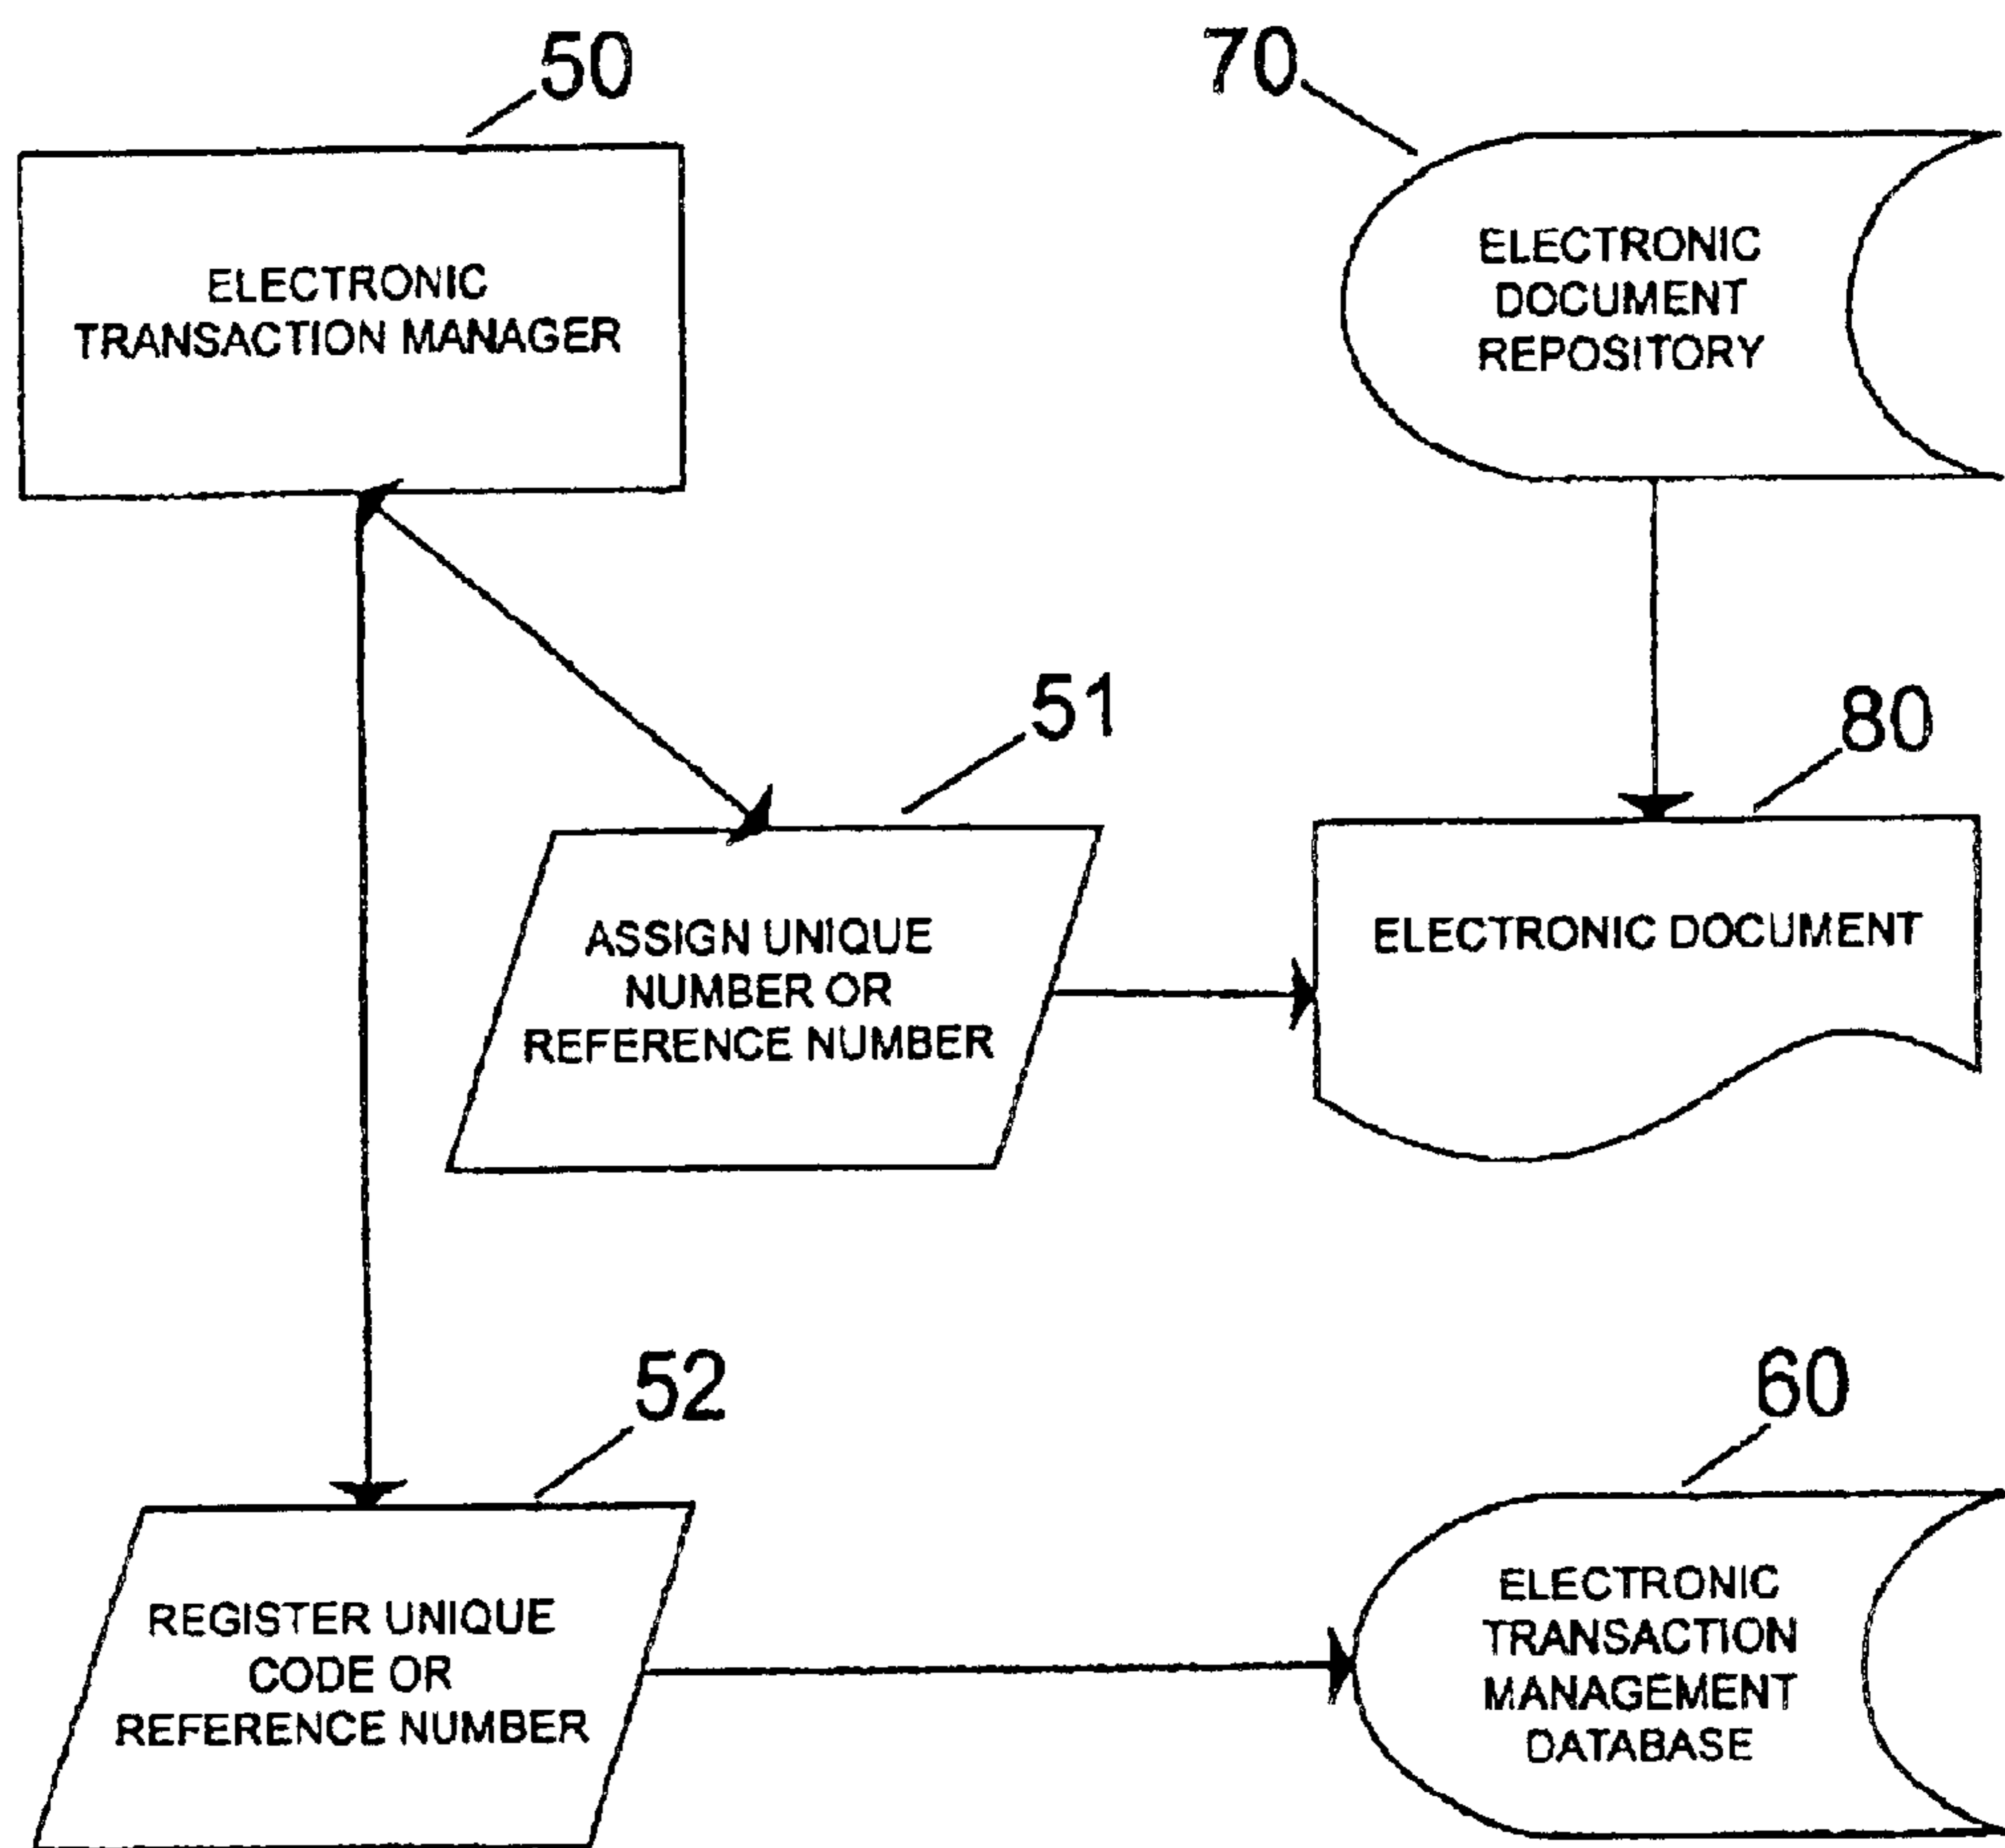 50
70
ELECTRONIC
TRANSACTION MANAGER
ELECTRONIC
DOCUMENT
REPOSITORY
51
80
ASSIGN UNIQUE
NUMBER OR
REFERENCE NUMBER
ELECTRONIC DOCUMENT
52
60
REGISTER UNIQUE
CODE OR
REFERENCE NUMBER
ELECTRONIC
TRANSACTION
MANAGEMENT
DATABASE